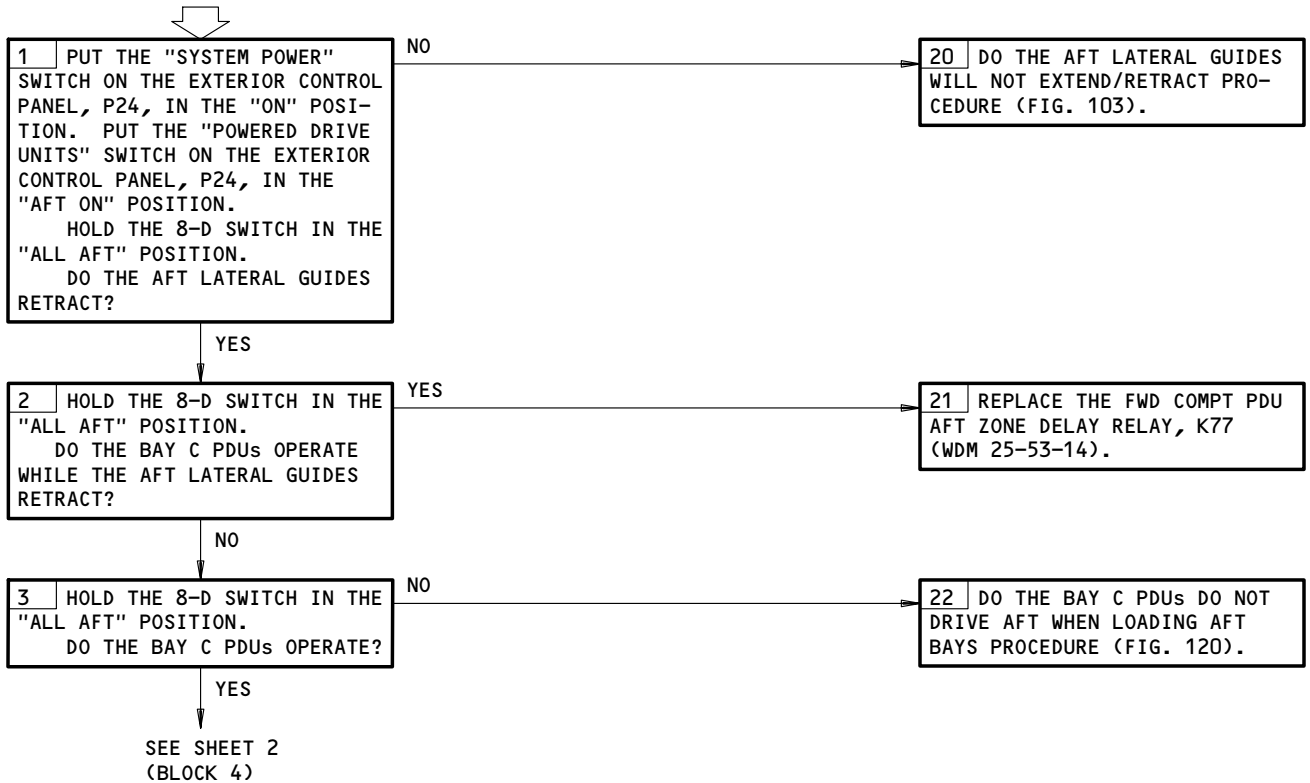 1 PUT THE "SYSTEM POWER"
SWITCH ON THE EXTERIOR CONTROL
PANEL, P24, IN THE "ON" POSI-
TION. PUT THE "POWERED DRIVE
UNITS" SWITCH ON THE EXTERIOR
CONTROL PANEL, P24, IN THE
"AFT ON" POSITION.
HOLD THE 8-D SWITCH IN THE
"ALL AFT" POSITION.
DO THE AFT LATERAL GUIDES
RETRACT?
NO
20 DO THE AFT LATERAL GUIDES
WILL NOT EXTEND/RETRACT PRO-
CEDURE (FIG. 103).
YES
2 HOLD THE 8-D SWITCH IN THE
"ALL AFT" POSITION.
DO THE BAY C PDUs OPERATE
WHILE THE AFT LATERAL GUIDES
RETRACT?
YES
21 REPLACE THE FWD COMPT PDU
AFT ZONE DELAY RELAY, K77
(WDM 25-53-14).
NO
3 HOLD THE 8-D SWITCH IN THE
"ALL AFT" POSITION.
DO THE BAY C PDUs OPERATE?
NO
22 DO THE BAY C PDUs DO NOT
DRIVE AFT WHEN LOADING AFT
BAYS PROCEDURE (FIG. 120).
YES
SEE SHEET 2
(BLOCK 4)